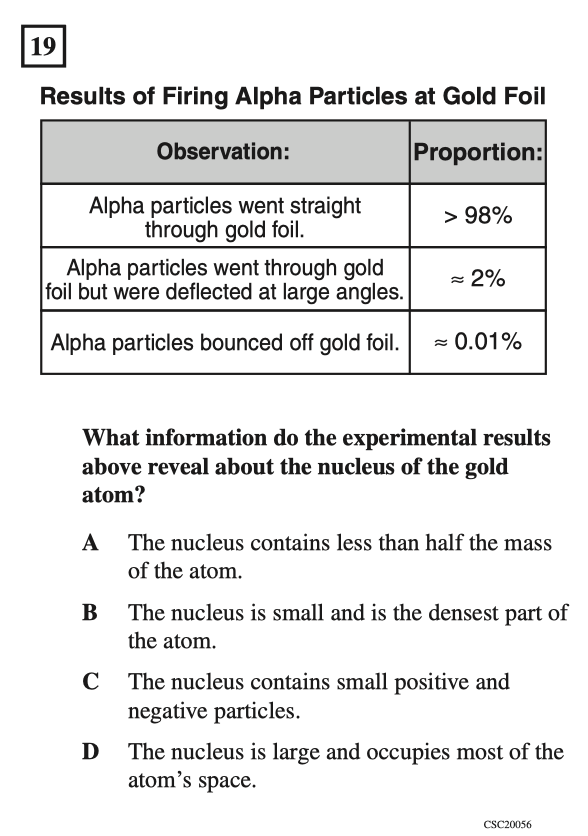 19
Results of Firing Alpha Particles at Gold Foil
Observation:
Proportion:
Alpha particles went straight
through gold foil.
> 98%
Alpha particles went through gold
foil but were deflected at large angles.
≈ 2%
Alpha particles bounced off gold foil.
≈ 0.01%
What information do the experimental results
above reveal about the nucleus of the gold
atom?
A The nucleus contains less than half the mass
of the atom.
B The nucleus is small and is the densest part of
the atom.
C The nucleus contains small positive and
negative particles.
D The nucleus is large and occupies most of the
atom’s space.
CSC20056